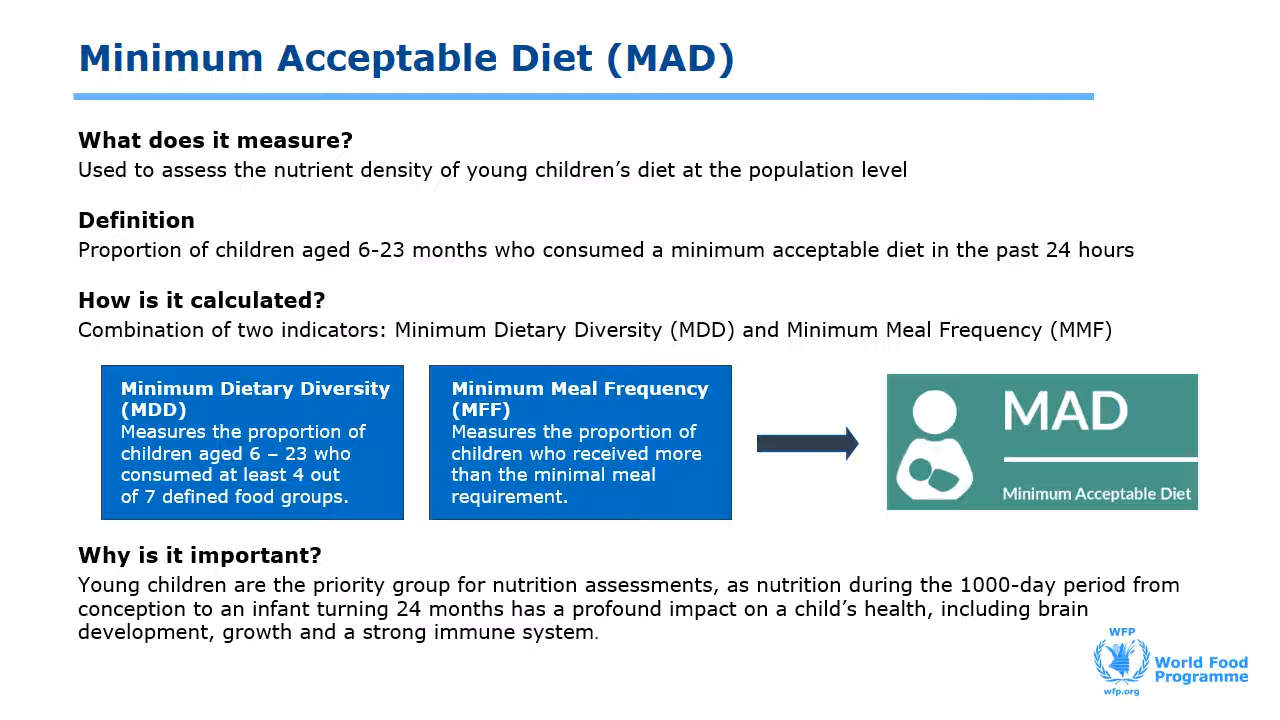 Minimum Acceptable Diet (MAD)
What does it measure?
Used to assess the nutrient density of young children’s diet at the population level
Definition
Proportion of children aged 6-23 months who consumed a minimum acceptable diet in the past 24 hours
How is it calculated?
Combination of two indicators: Minimum Dietary Diversity (MDD) and Minimum Meal Frequency (MMF)
Minimum Dietary Diversity
(MDD)
Measures the proportion of
children aged 6 – 23 who
consumed at least 4 out
of 7 defined food groups.
Minimum Meal Frequency
(MFF)
Measures the proportion of
children who received more
than the minimal meal
requirement.
MAD
Minimum Acceptable Diet
Why is it important?
Young children are the priority group for nutrition assessments, as nutrition during the 1000-day period from
conception to an infant turning 24 months has a profound impact on a child’s health, including brain
development, growth and a strong immune system.
WFP
wfp.org
World Food
Programme